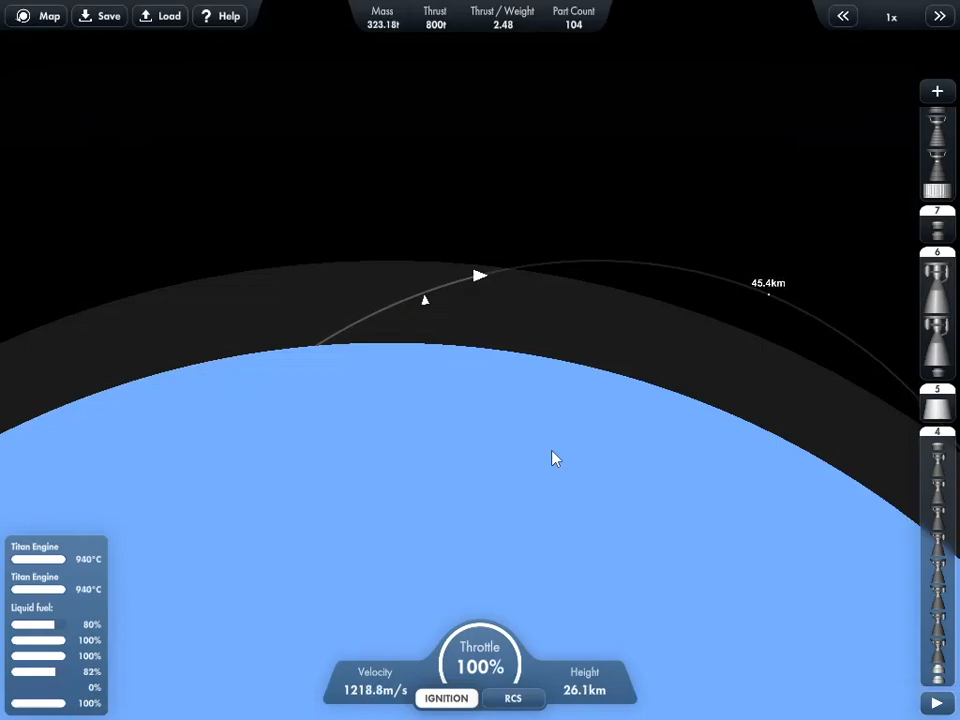 Map Save Load Help
Mass Thrust Thrust / Weight Part Count
323.18t 800t 2.48 104
1x
7
6
45.4km
5
4
Titan Engine
940°C
Titan Engine
940°C
Liquid fuel:
80%
100%
100%
82%
0%
100%
Throttle
100%
Velocity
1218.8m/s
Height
26.1km
IGNITION RCS